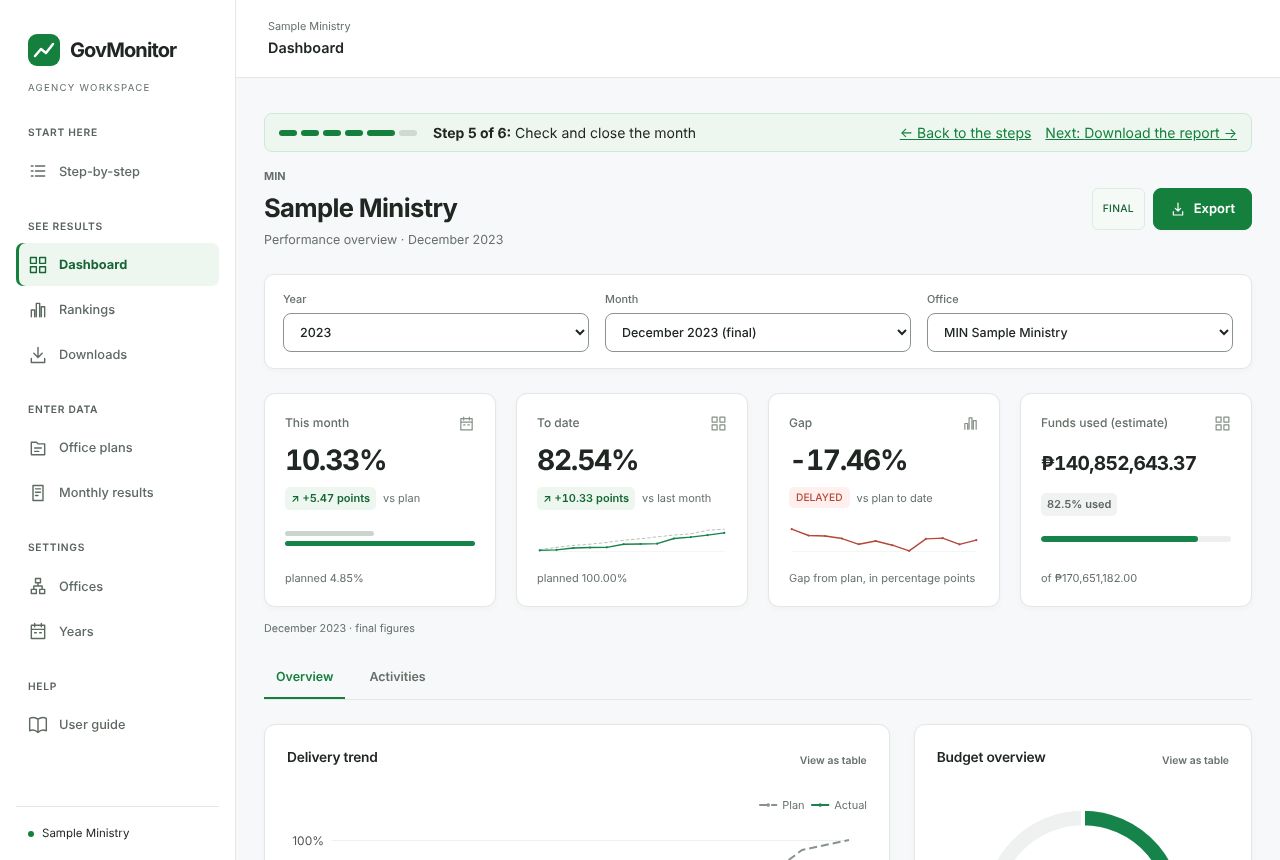 GovMonitor
AGENCY WORKSPACE
START HERE
Step-by-step
SEE RESULTS
Dashboard
Rankings
Downloads
ENTER DATA
Office plans
Monthly results
SETTINGS
Offices
Years
HELP
User guide
Sample Ministry
Sample Ministry
Dashboard
Step 5 of 6: Check and close the month
← Back to the steps
Next: Download the report →
MIN
Sample Ministry
Performance overview · December 2023
FINAL
Export
Year
2023
Month
December 2023 (final)
Office
MIN Sample Ministry
This month
10.33%
↗ +5.47 points vs plan
planned 4.85%
To date
82.54%
↗ +10.33 points vs last month
planned 100.00%
Gap
-17.46%
DELAYED vs plan to date
Gap from plan, in percentage points
Funds used (estimate)
₱140,852,643.37
82.5% used
of ₱170,651,182.00
December 2023 · final figures
Overview
Activities
Delivery trend
View as table
Plan
Actual
100%
Budget overview
View as table